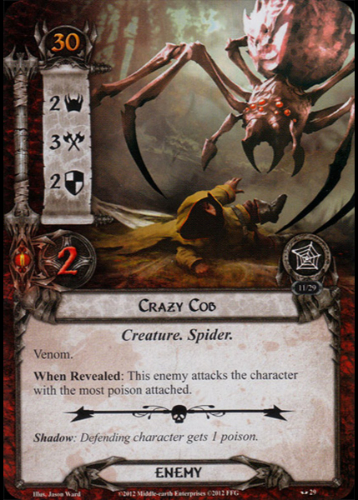 30
2
3
2
2
11/29
Crazy Cob
Creature. Spider.
Venom.
When Revealed: This enemy attacks the character
with the most poison attached.
Shadow: Defending character gets 1 poison.
Illus. Jason Ward
©2012 Middle-earth Enterprises ©2012 FFG
29
ENEMY